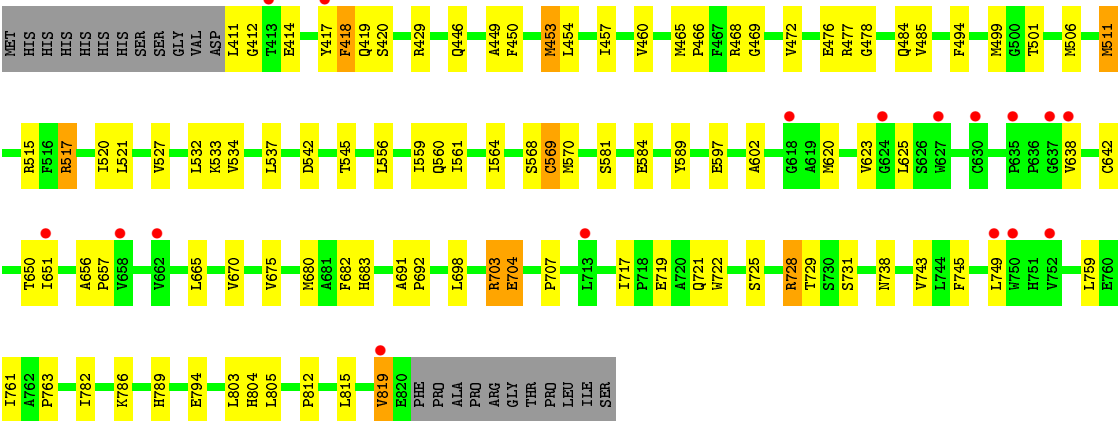 MET HIS HIS HIS HIS HIS HIS SER SER GLY VAL ASP L411 G412 T413 E414 Y417 F418 Q419 S420 R429 Q446 A449 F450 M453 L454 I457 V460 M465 P466 F467 R468 G469 V472 E476 R477 G478 Q484 V485 F494 M499 G500 T501 M506 M511
R515 F516 R517 I520 L521 V527 L532 K533 V534 L537 D542 T545 L556 I559 Q560 I561 I564 S568 C569 M570 S581 E584 Y589 E597 A602 G618 A619 M620 V623 G624 L625 S626 W627 C630 P635 P636 G637 V638 C642
T650 I651 A656 P657 V658 V662 L665 V670 V675 M680 A681 F682 H683 A691 P692 L698 R703 E704 P707 L713 I717 P718 E719 A720 Q721 W722 S725 R728 T729 S730 S731 N738 V743 L744 F745 L749 W750 H751 V752 L759 E760
I761 A762 P763 I782 K786 H789 E794 L803 H804 L805 P812 L815 V819 E820 PHE PRO ALA PRO ARG GLY THR PRO LEU ILE SER